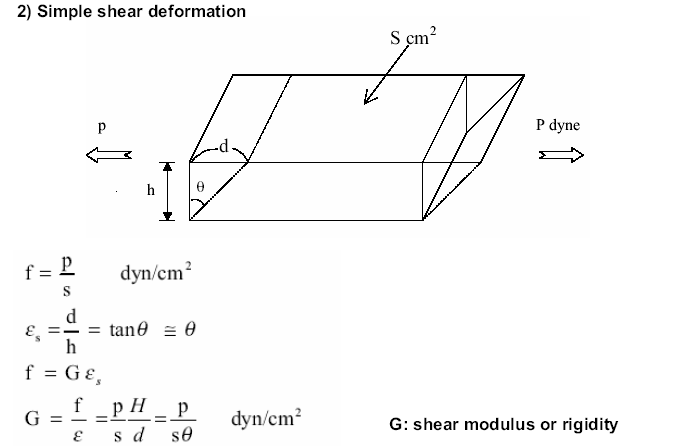 2) Simple shear deformation
S cm²
p
P dyne
d
h
θ
f = p/s dyn/cm²
εₛ = d/h = tanθ ≅ θ
f = G εₛ
G = f/ε = p/s H/d = p/sθ dyn/cm²
G: shear modulus or rigidity